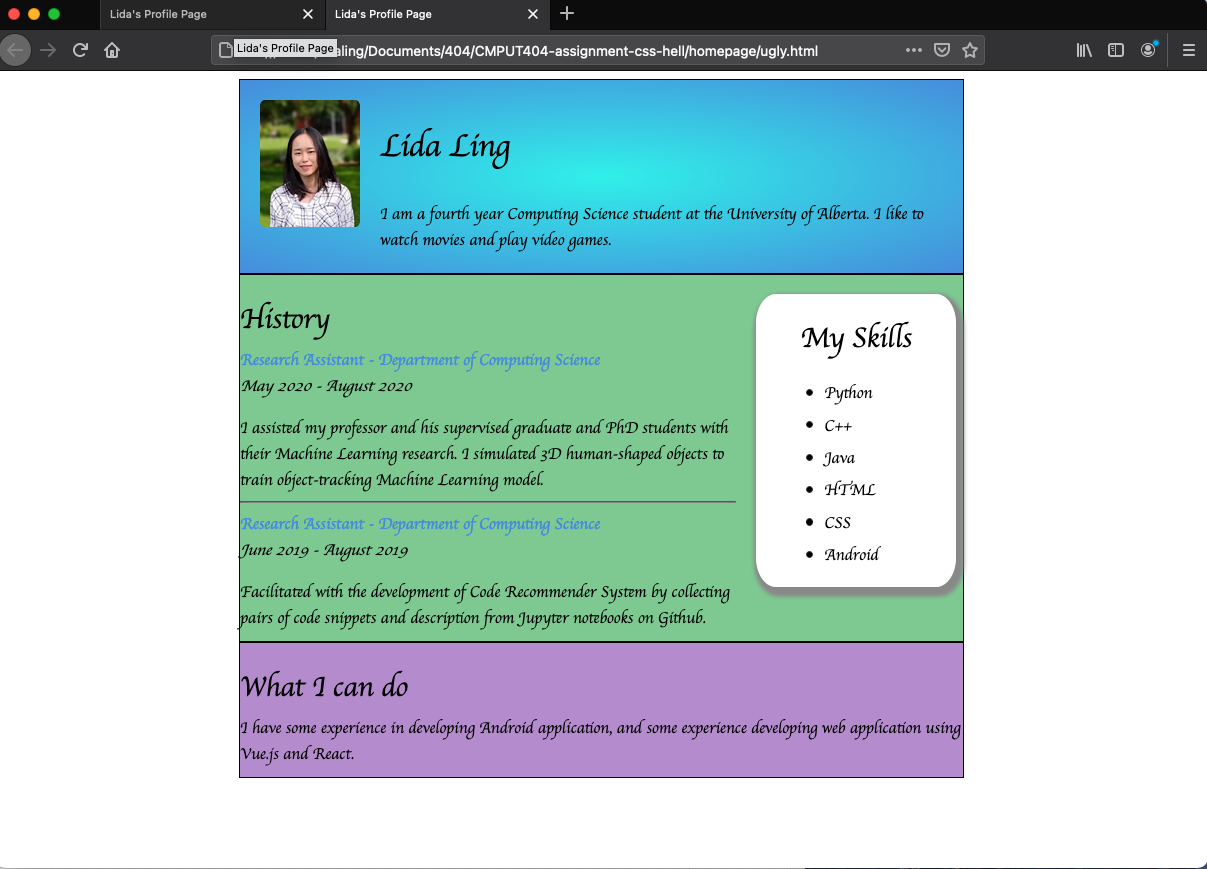 Lida's Profile Page
Lida's Profile Page
Lida's Profile Page
aling/Documents/404/CMPUT404-assignment-css-hell/homepage/ugly.html
Lida Ling
I am a fourth year Computing Science student at the University of Alberta. I like to
watch movies and play video games.
History
Research Assistant - Department of Computing Science
May 2020 - August 2020
I assisted my professor and his supervised graduate and PhD students with
their Machine Learning research. I simulated 3D human-shaped objects to
train object-tracking Machine Learning model.
Research Assistant - Department of Computing Science
June 2019 - August 2019
Facilitated with the development of Code Recommender System by collecting
pairs of code snippets and description from Jupyter notebooks on Github.
My Skills
Python
C++
Java
HTML
CSS
Android
What I can do
I have some experience in developing Android application, and some experience developing web application using
Vue.js and React.